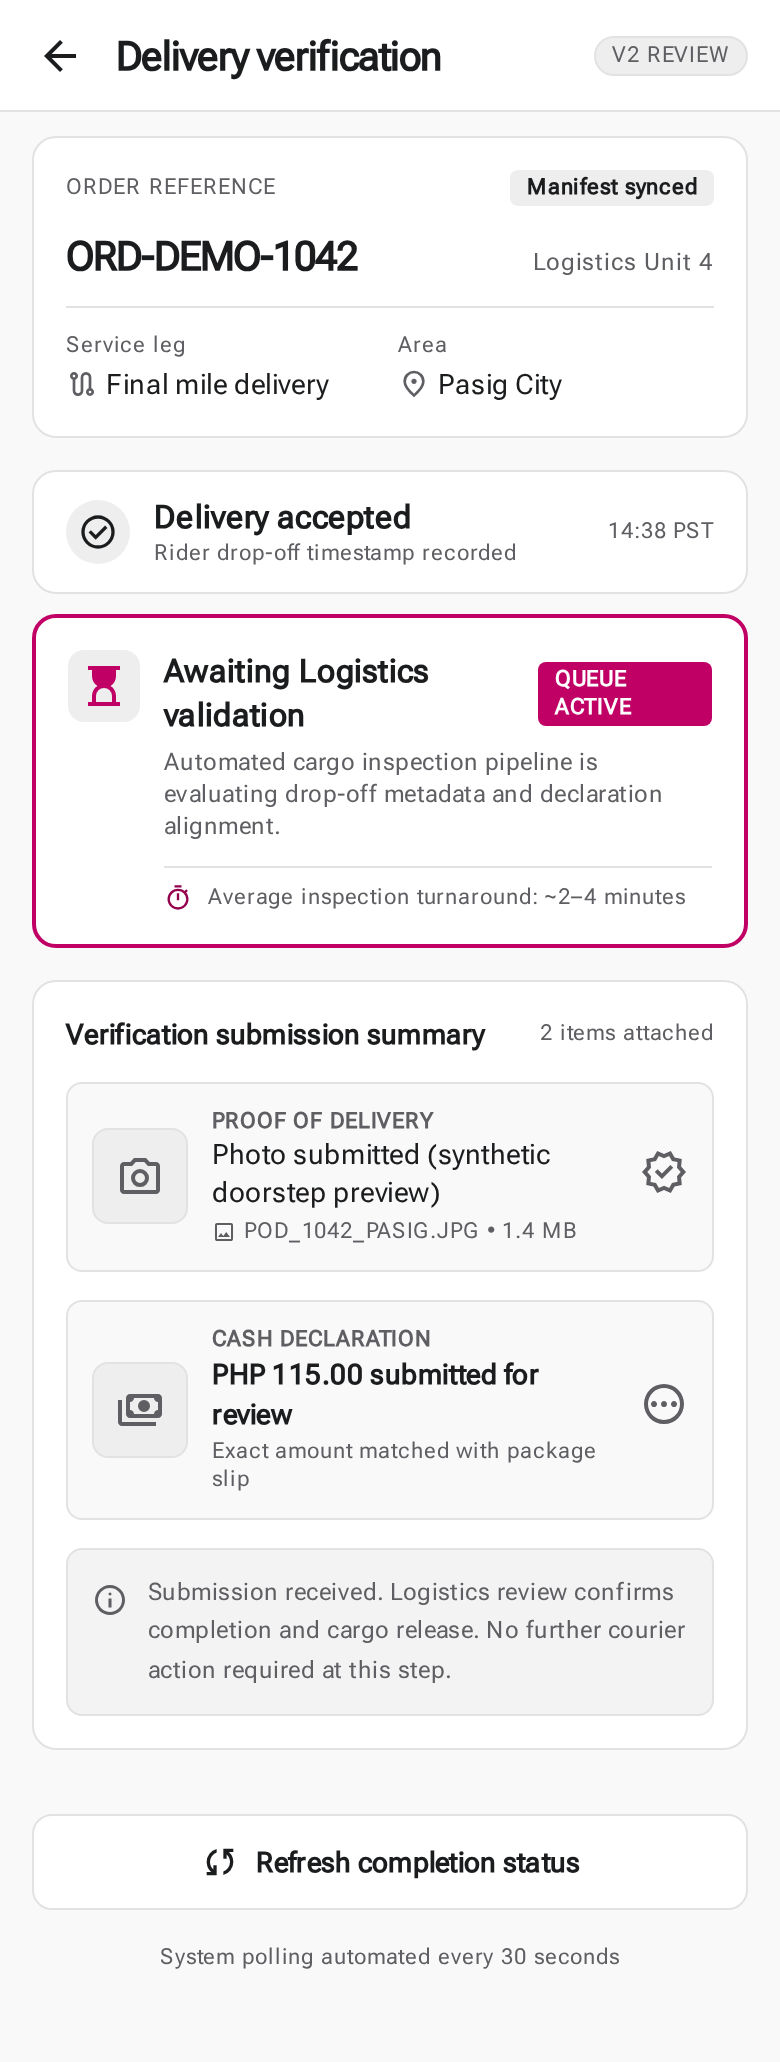 Delivery verification
V2 REVIEW
ORDER REFERENCE
Manifest synced
ORD-DEMO-1042
Logistics Unit 4
Service leg
Area
Final mile delivery
Pasig City
Delivery accepted
Rider drop-off timestamp recorded
14:38 PST
Awaiting Logistics
validation
QUEUE
ACTIVE
Automated cargo inspection pipeline is
evaluating drop-off metadata and declaration
alignment.
Average inspection turnaround: ~2–4 minutes
Verification submission summary
2 items attached
PROOF OF DELIVERY
Photo submitted (synthetic
doorstep preview)
POD_1042_PASIG.JPG • 1.4 MB
CASH DECLARATION
PHP 115.00 submitted for
review
Exact amount matched with package
slip
Submission received. Logistics review confirms
completion and cargo release. No further courier
action required at this step.
Refresh completion status
System polling automated every 30 seconds